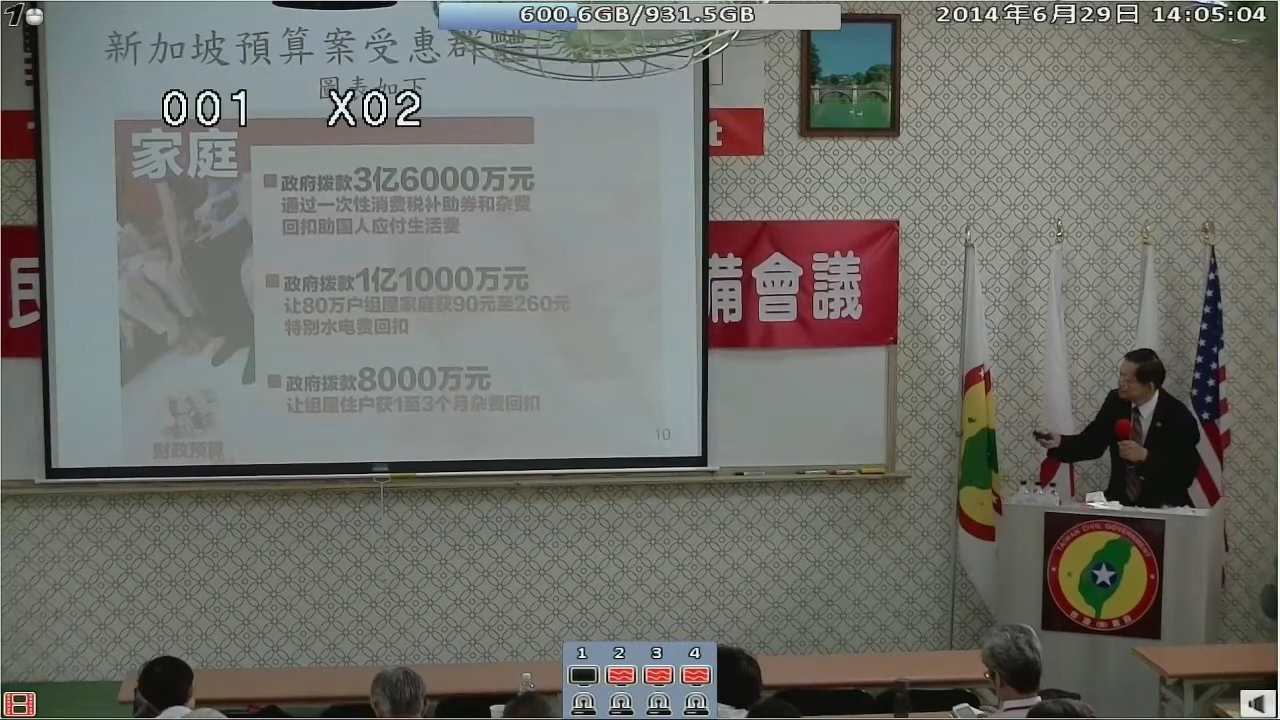 1
600.6GB/931.5GB
2014年6月29日 14:05:04
新加坡預算案受惠群體
圖表如下
001 X02
家庭
政府拨款3亿6000万元
通过一次性消费税补助券和杂费
回扣助国人应付生活费
政府拨款1亿1000万元
让80万户组屋家庭获90元至260元
特别水电费回扣
政府拨款8000万元
让组屋住户获1至3个月杂费回扣
财政预算
10
t
民
備會議
TAIWAN CIVIL GOVERNMENT
1 2 3 4